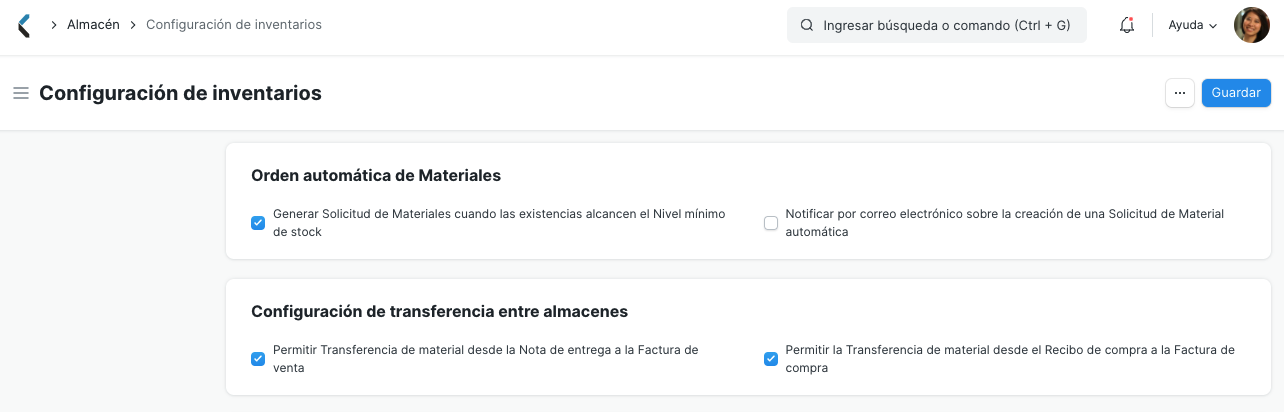 Almacén
Configuración de inventarios
Ingresar búsqueda o comando (Ctrl + G)
Ayuda
Configuración de inventarios
Guardar
Orden automática de Materiales
Generar Solicitud de Materiales cuando las existencias alcancen el Nivel mínimo
de stock
Notificar por correo electrónico sobre la creación de una Solicitud de Material
automática
Configuración de transferencia entre almacenes
Permitir Transferencia de material desde la Nota de entrega a la Factura de
venta
Permitir la Transferencia de material desde el Recibo de compra a la Factura de
compra